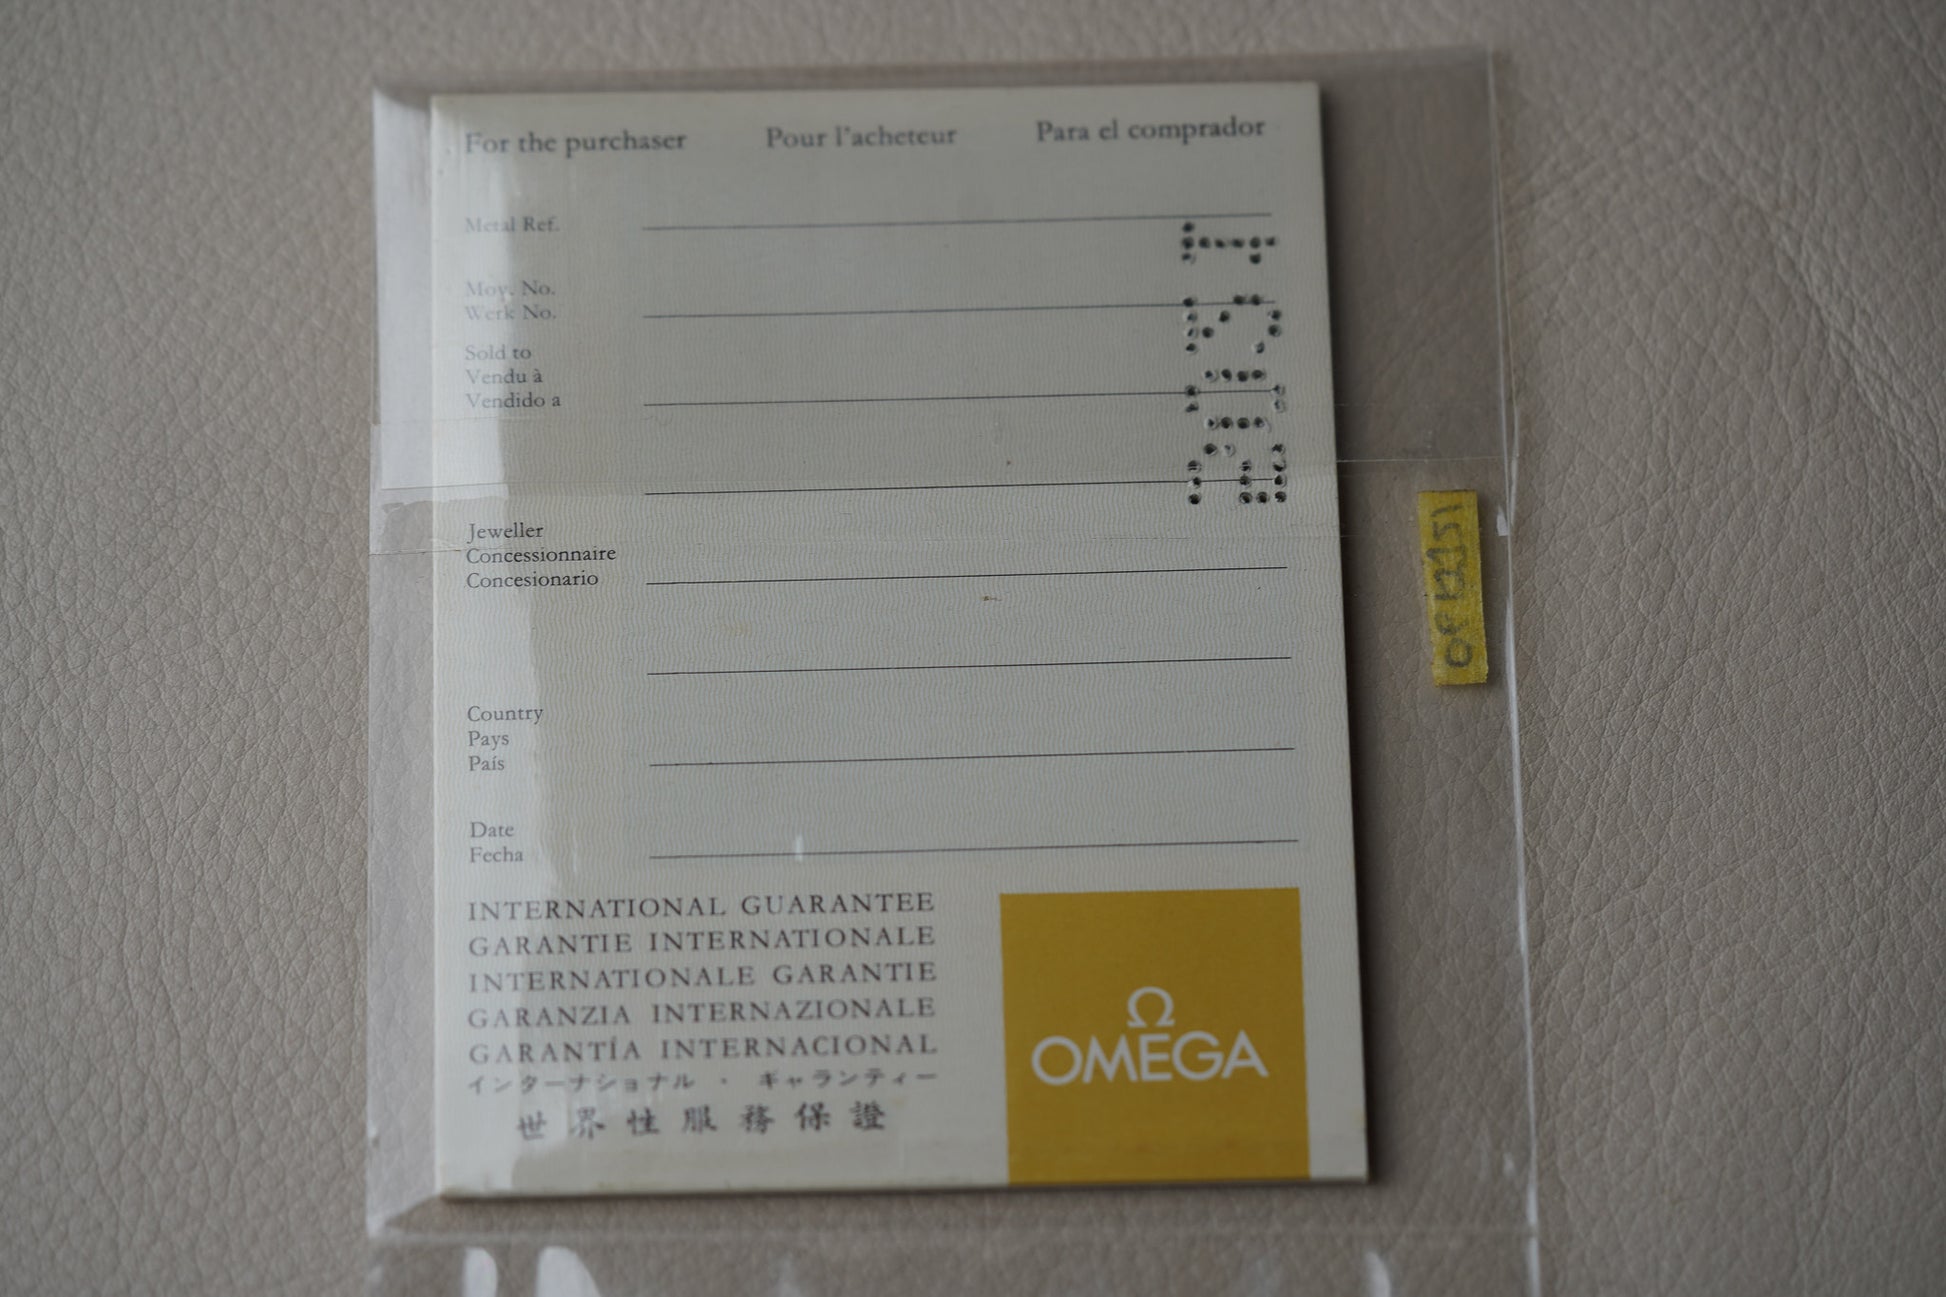 For the purchaser Pour l'acheteur Para el comprador
Metal Ref.
Mov. No.
Werk No.
Sold to
Vendu à
Vendido a
Jeweller
Concessionnaire
Concesionario
Country
Pays
País
Date
Fecha
INTERNATIONAL GUARANTEE
GARANTIE INTERNATIONALE
INTERNATIONALE GARANTIE
GARANZIA INTERNAZIONALE
GARANTÍA INTERNACIONAL
インターナショナル・ギャランティー
世界性服務保證
Ω
OMEGA